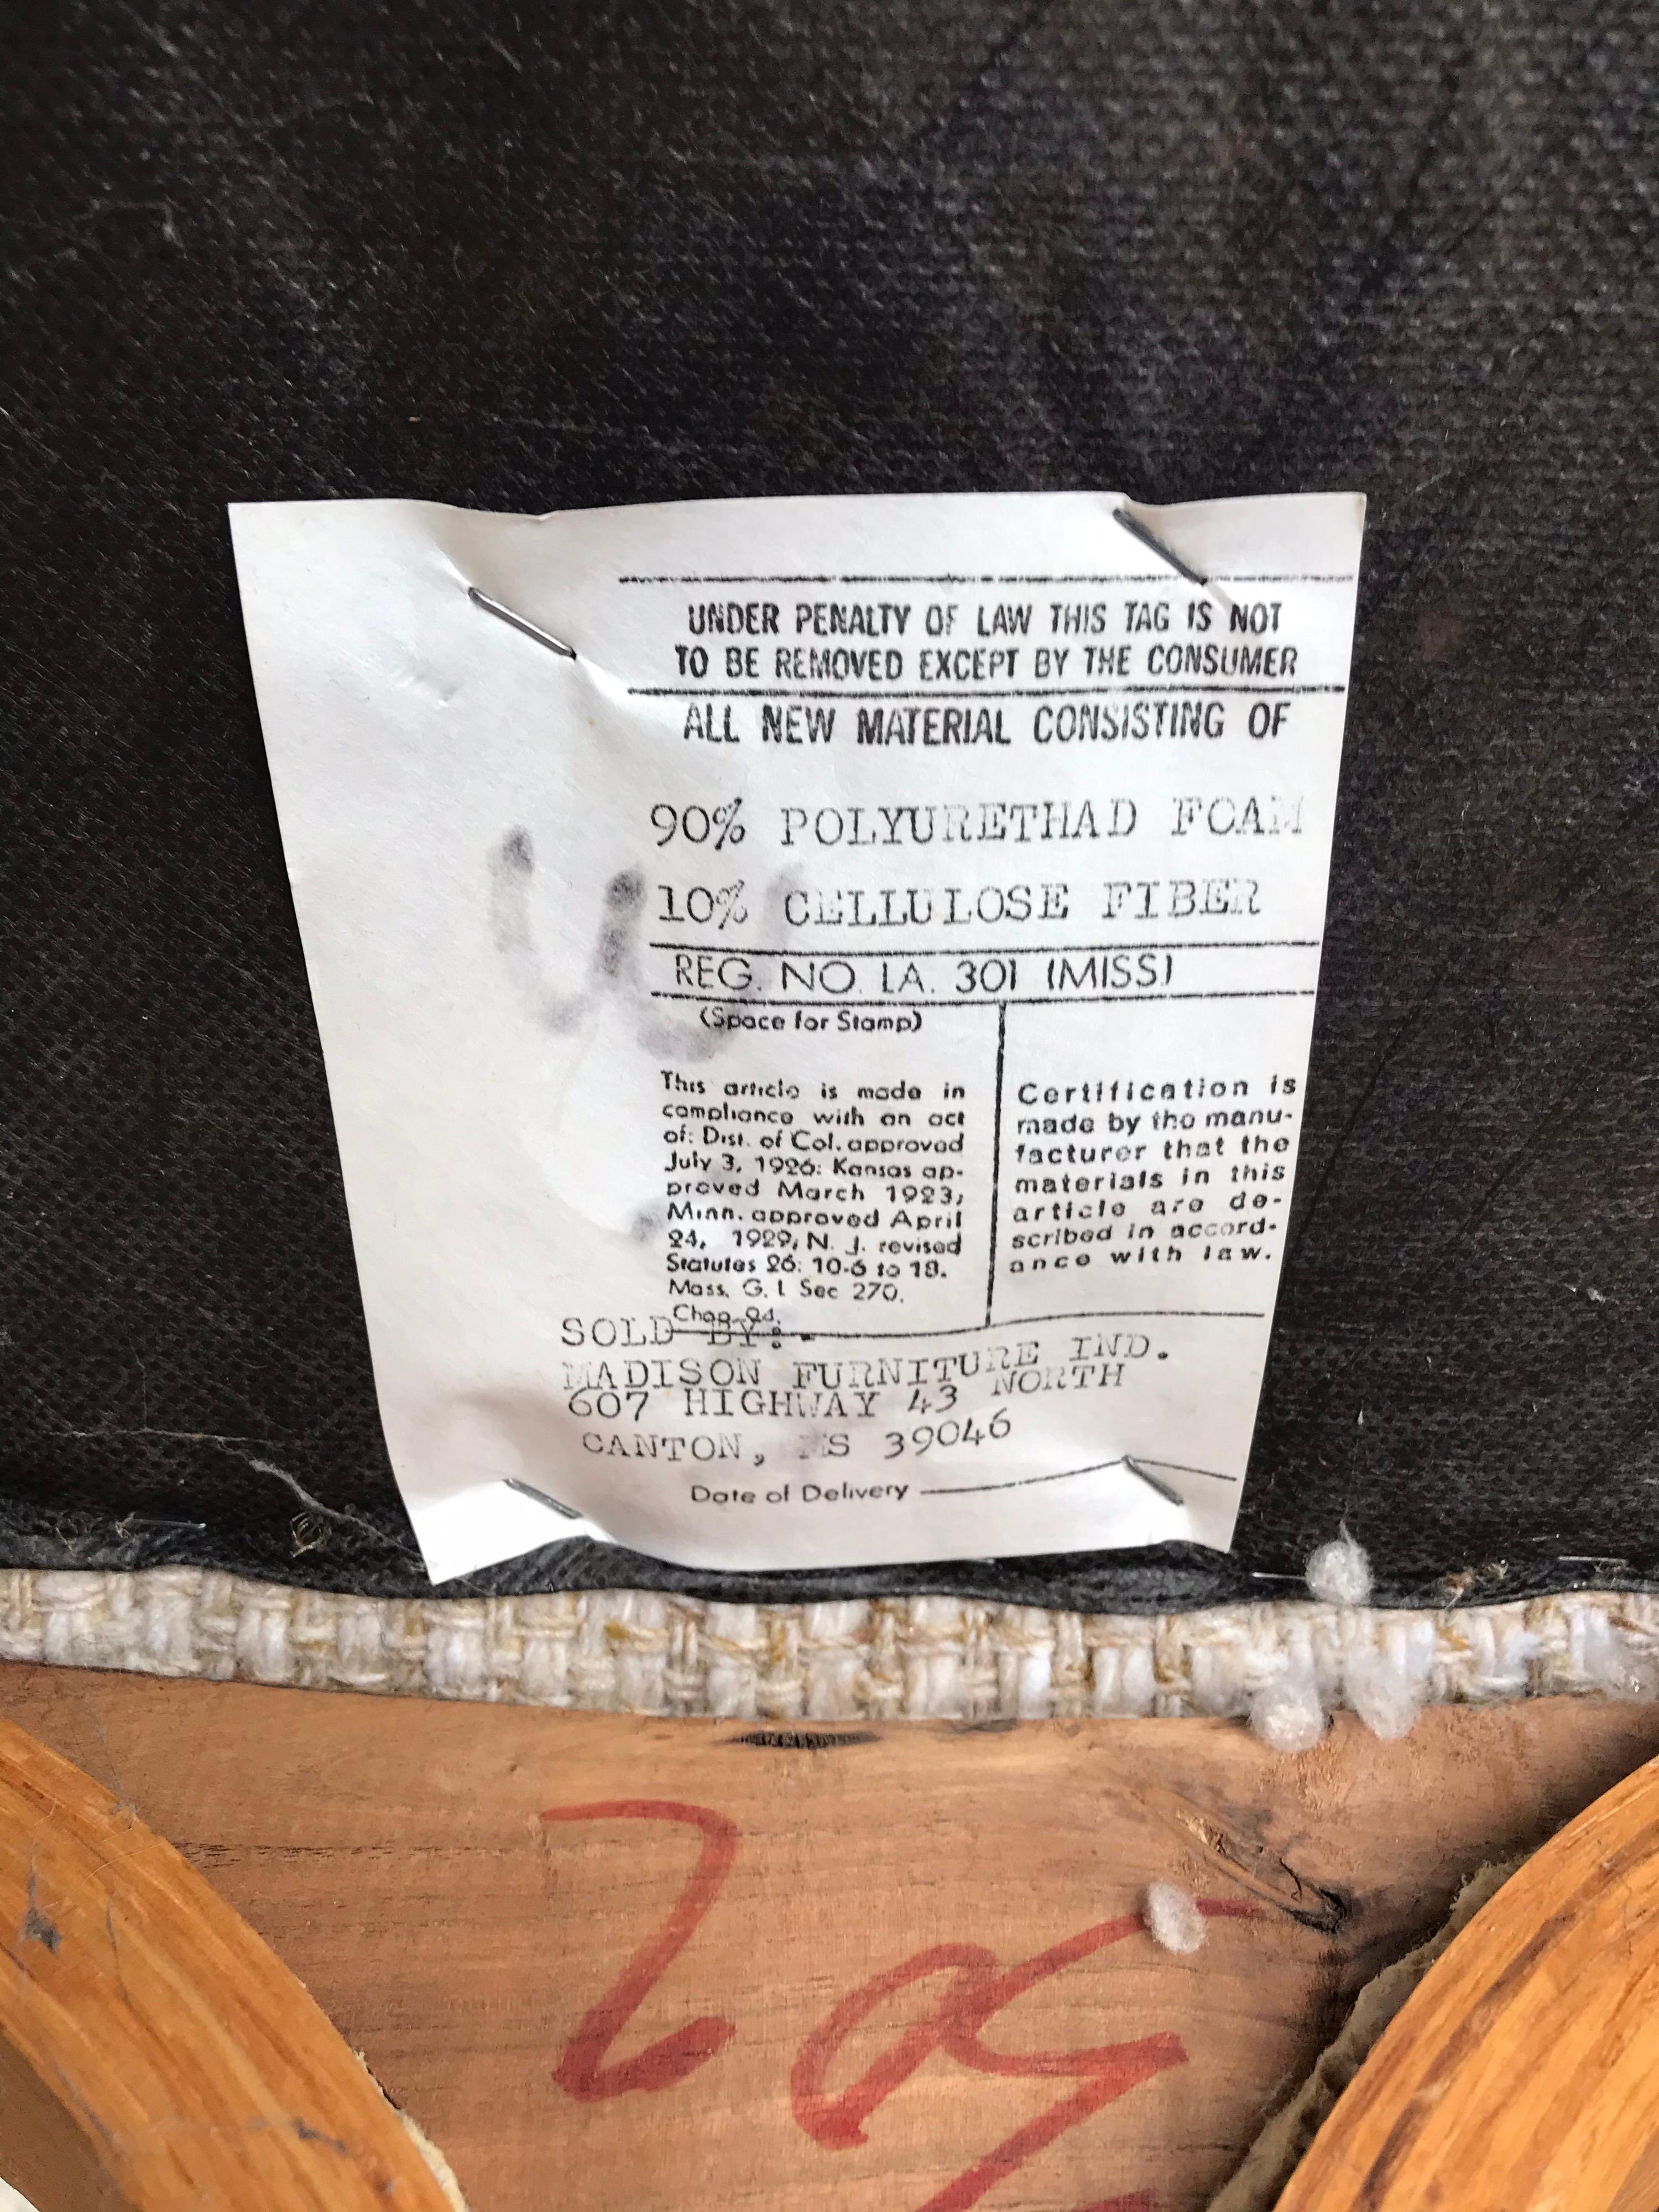 UNDER PENALTY OF LAW THIS TAG IS NOT
TO BE REMOVED EXCEPT BY THE CONSUMER
ALL NEW MATERIAL CONSISTING OF
90% POLYURETHAD FOAM
10% CELLULOSE FIBER
REG. NO. LA. 301 (MISS)
(Space for Stamp)
This article is made in
compliance with an act
of: Dist. of Col. approved
July 3, 1926: Kansas ap-
proved March 1923,
Minn. approved April
24, 1929, N. J. revised
Statutes 26: 10-6 to 18.
Mass. G. L Sec 270.
Chap 94.
Certification is
made by the manu-
facturer that the
materials in this
article are de-
scribed in accord-
ance with law.
SOLD BY:
MADISON FURNITURE IND.
607 HIGHWAY 43 NORTH
CANTON, MS 39046
Date of Delivery